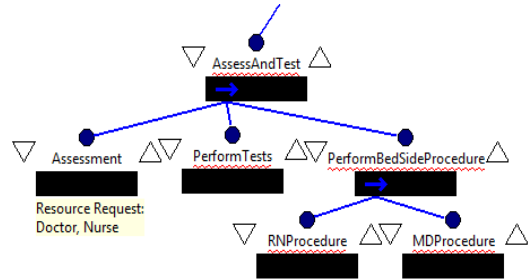 AssessAndTest
Assessment
PerformTests
PerformBedSideProcedure
Resource Request:
Doctor, Nurse
RNProcedure
MDProcedure